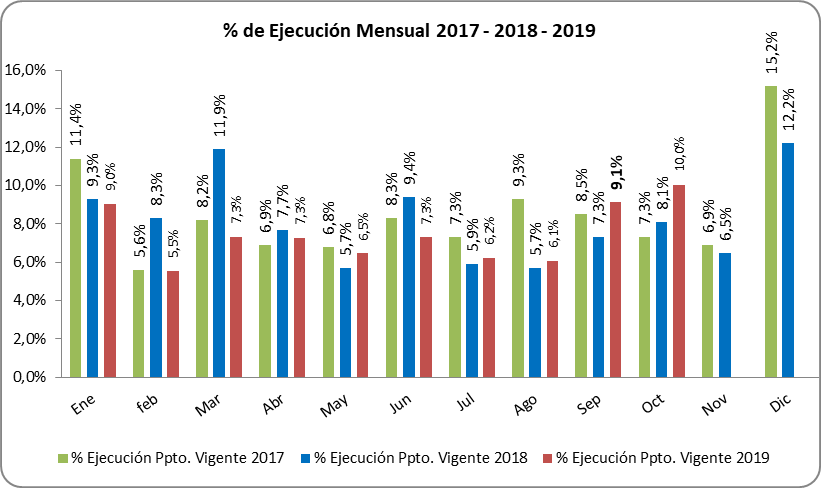 % de Ejecución Mensual 2017 - 2018 - 2019
16,0%
14,0%
12,0%
10,0%
8,0%
6,0%
4,0%
2,0%
0,0%
11,4%
9,3%
9,0%
5,6%
8,3%
5,5%
8,2%
11,9%
7,3%
6,9%
7,7%
7,3%
6,8%
5,7%
6,5%
8,3%
9,4%
7,3%
7,3%
5,9%
6,2%
9,3%
5,7%
6,1%
8,5%
7,3%
9,1%
7,3%
8,1%
10,0%
6,9%
6,5%
15,2%
12,2%
Ene
feb
Mar
Abr
May
Jun
Jul
Ago
Sep
Oct
Nov
Dic
% Ejecución Ppto. Vigente 2017
% Ejecución Ppto. Vigente 2018
% Ejecución Ppto. Vigente 2019